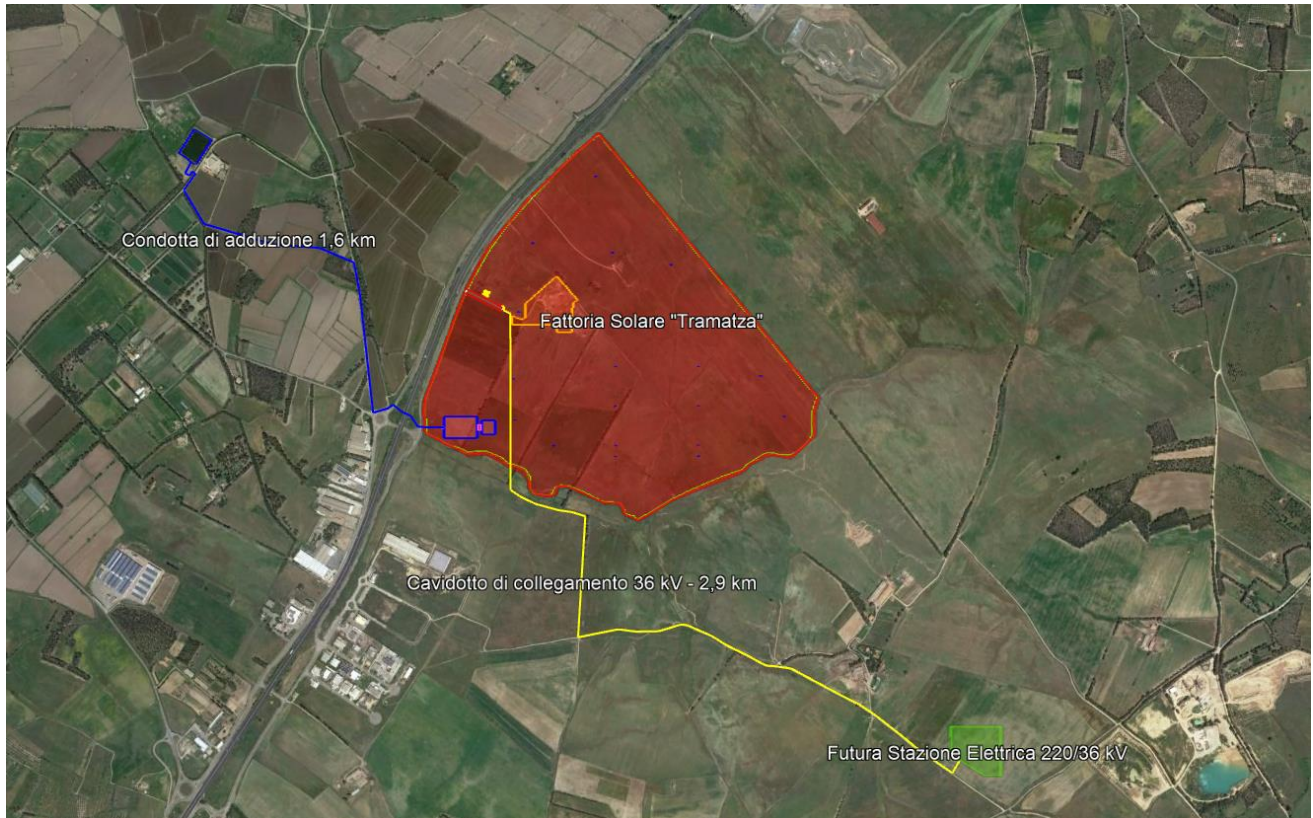 Condotta di adduzione 1,6 km
Fattoria Solare "Tramatza"
Cavidotto di collegamento 36 kV - 2,9 km
Futura Stazione Elettrica 220/36 kV